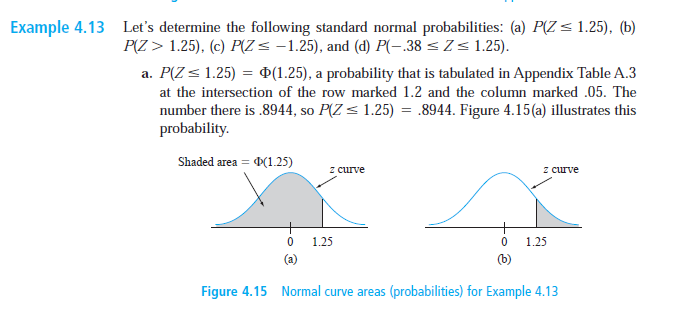 Example 4.13 Let's determine the following standard normal probabilities: (a) P(Z ≤ 1.25), (b)
P(Z > 1.25), (c) P(Z ≤ −1.25), and (d) P(−.38 ≤ Z ≤ 1.25).
a. P(Z ≤ 1.25) = Φ(1.25), a probability that is tabulated in Appendix Table A.3
at the intersection of the row marked 1.2 and the column marked .05. The
number there is .8944, so P(Z ≤ 1.25) = .8944. Figure 4.15(a) illustrates this
probability.
Shaded area = Φ(1.25)
z curve
z curve
0 1.25
0 1.25
(a)
(b)
Figure 4.15 Normal curve areas (probabilities) for Example 4.13